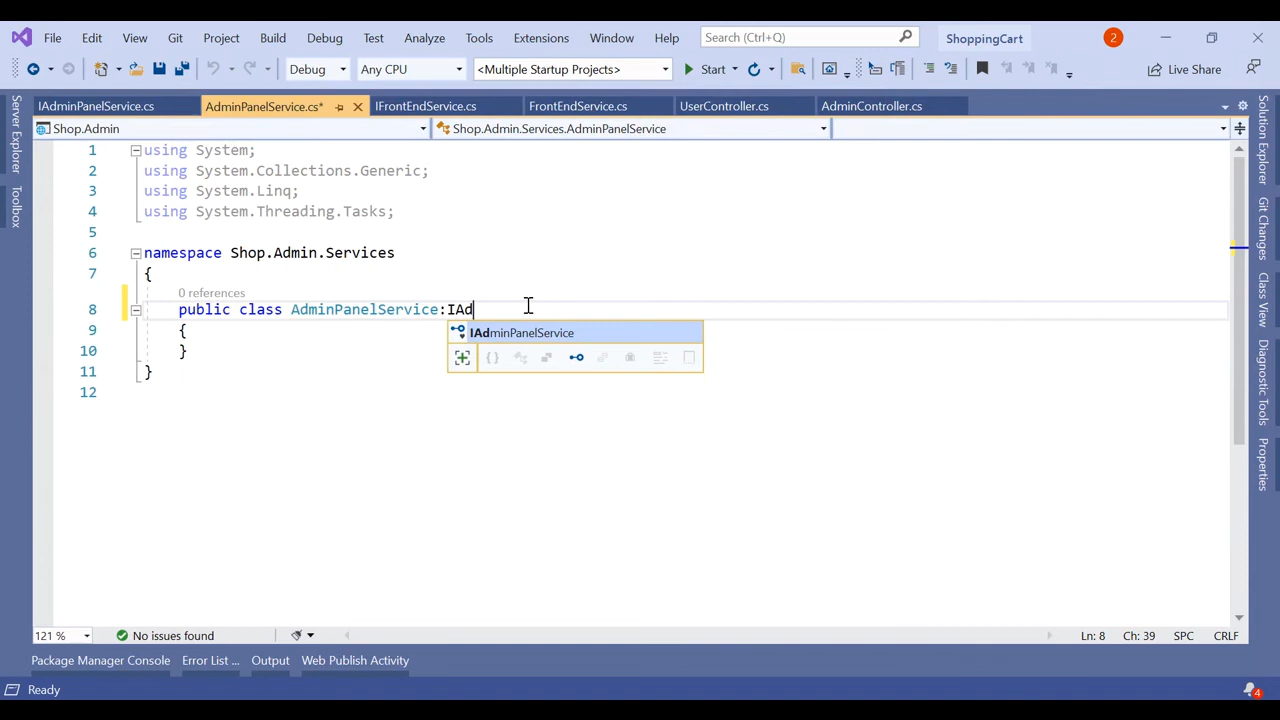 File Edit View Git Project Build Debug Test Analyze Tools Extensions Window Help Search (Ctrl+Q) ShoppingCart 2
Debug Any CPU <Multiple Startup Projects> Start Live Share
IAdminPanelService.cs AdminPanelService.cs* IFrontEndService.cs FrontEndService.cs UserController.cs AdminController.cs
Shop.Admin Shop.Admin.Services.AdminPanelService
Server Explorer
Toolbox
1 using System;
2 using System.Collections.Generic;
3 using System.Linq;
4 using System.Threading.Tasks;
5
6 namespace Shop.Admin.Services
7 {
0 references
8 public class AdminPanelService:IAd
IAdminPanelService
9 {
10 }
11 }
12
Solution Explorer
Git Changes
Class View
Diagnostic Tools
Properties
121 % No issues found Ln: 8 Ch: 39 SPC CRLF
Package Manager Console Error List ... Output Web Publish Activity
Ready 4